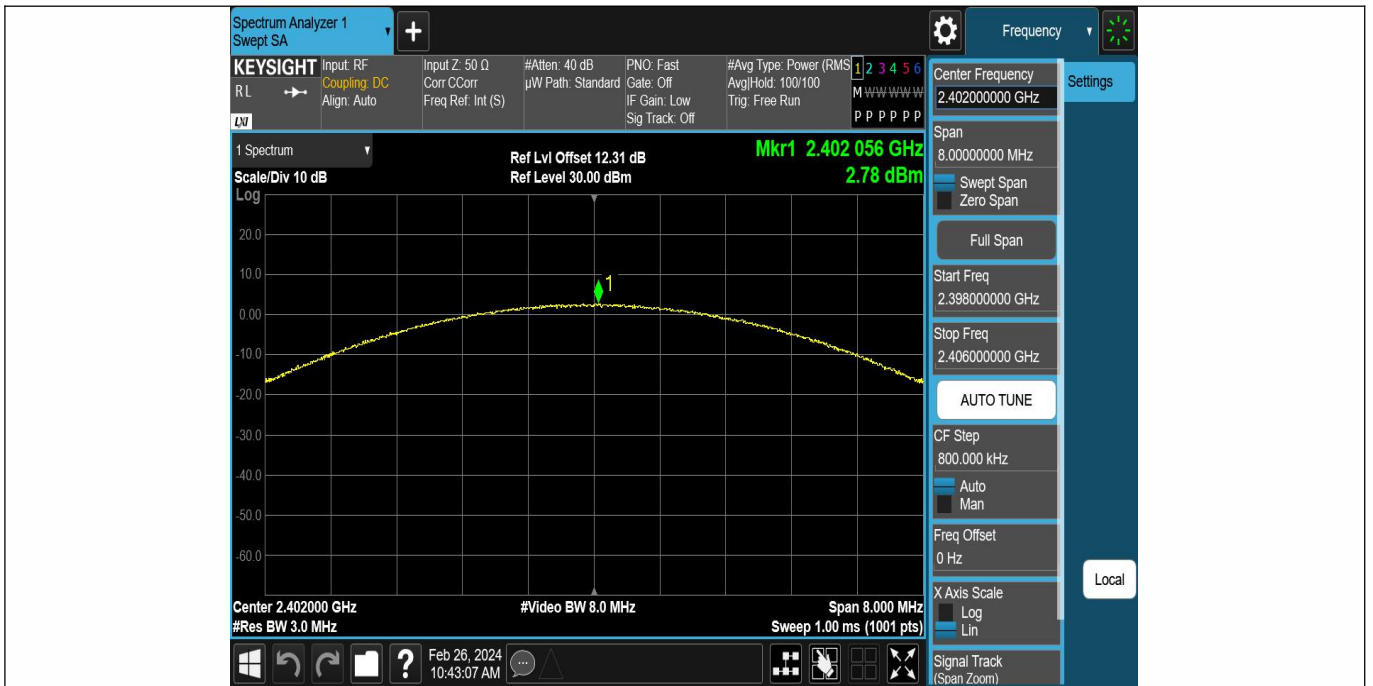 Spectrum Analyzer 1
Swept SA
Frequency
KEYSIGHT
RL
LXI
Input: RF
Coupling: DC
Align: Auto
Input Z: 50 Ω
Corr CCorr
Freq Ref: Int (S)
#Atten: 40 dB
µW Path: Standard
PNO: Fast
Gate: Off
IF Gain: Low
Sig Track: Off
#Avg Type: Power (RMS
Avg|Hold: 100/100
Trig: Free Run
1 2 3 4 5 6
M W W W W W
P P P P P P
1 Spectrum
Scale/Div 10 dB
Log
Ref Lvl Offset 12.31 dB
Ref Level 30.00 dBm
Mkr1 2.402 056 GHz
2.78 dBm
1
20.0
10.0
0.00
-10.0
-20.0
-30.0
-40.0
-50.0
-60.0
Center 2.402000 GHz
#Res BW 3.0 MHz
#Video BW 8.0 MHz
Span 8.000 MHz
Sweep 1.00 ms (1001 pts)
Feb 26, 2024
10:43:07 AM
Center Frequency
2.402000000 GHz
Settings
Span
8.00000000 MHz
Swept Span
Zero Span
Full Span
Start Freq
2.398000000 GHz
Stop Freq
2.406000000 GHz
AUTO TUNE
CF Step
800.000 kHz
Auto
Man
Freq Offset
0 Hz
Local
X Axis Scale
Log
Lin
Signal Track
(Span Zoom)